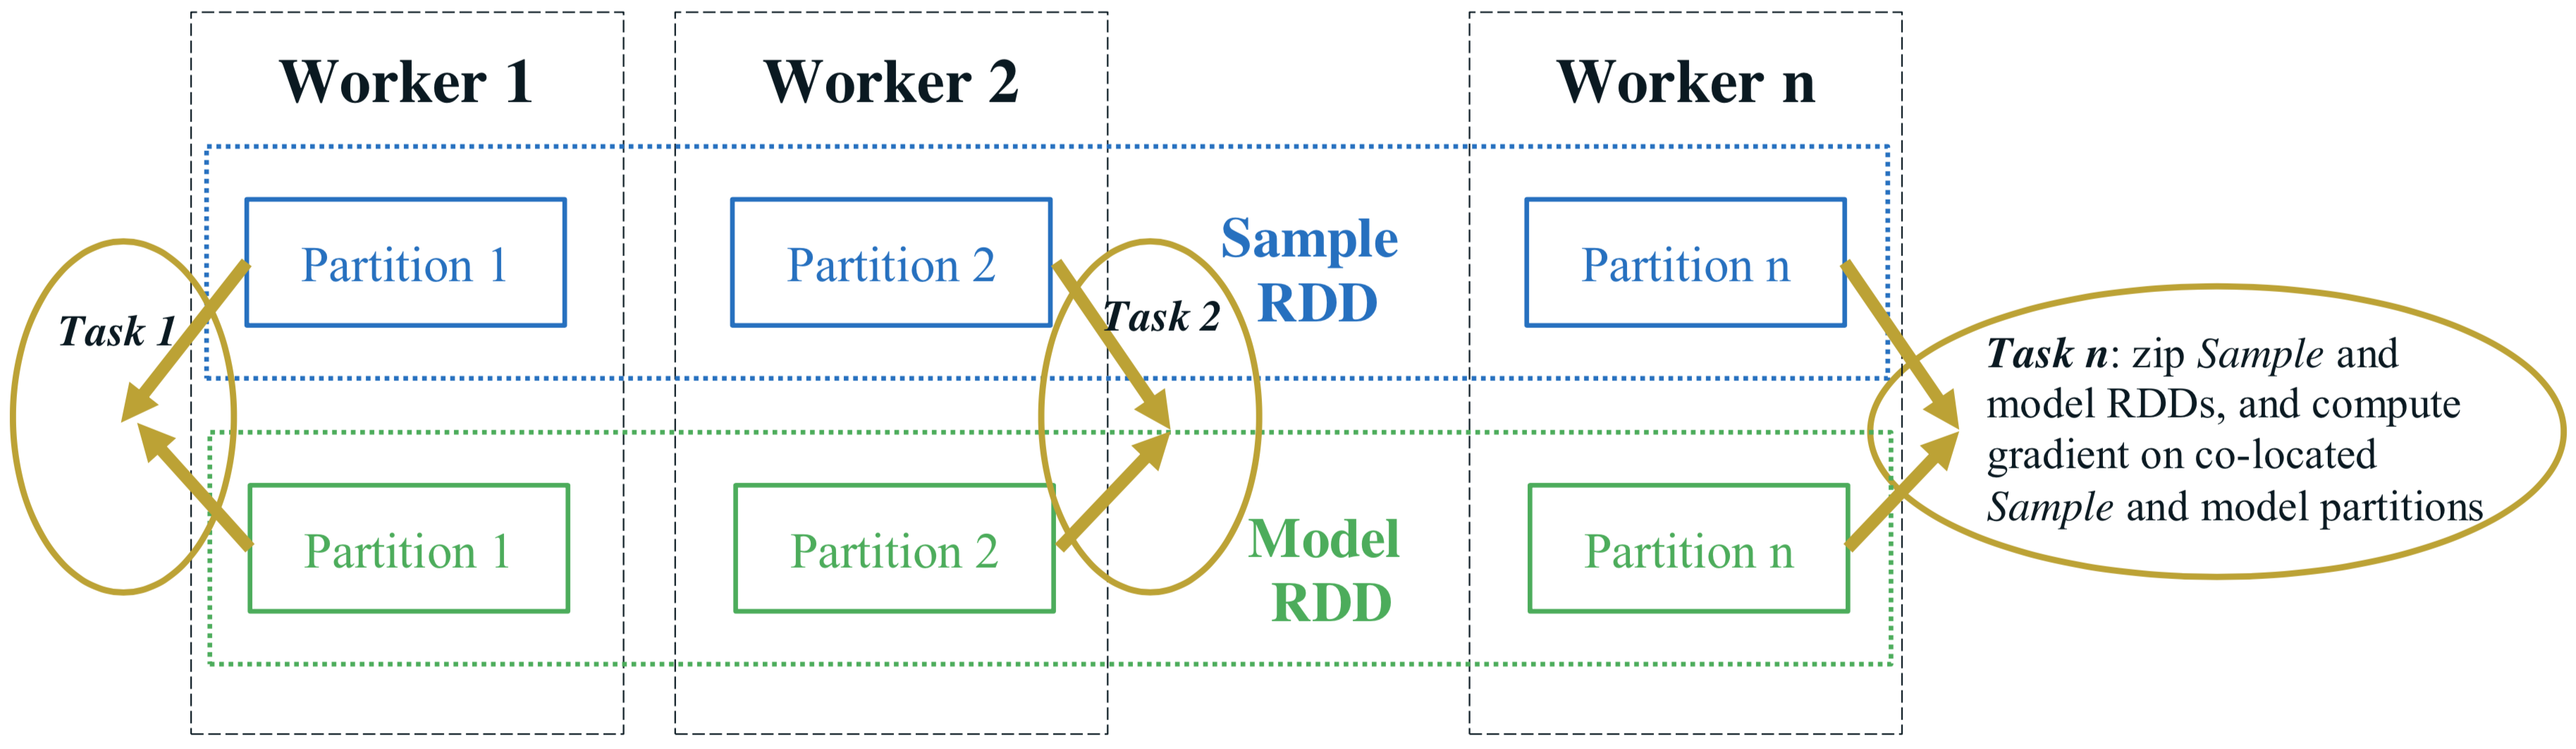 Worker 1
Worker 2
Worker n
Partition 1
Partition 2
Sample
RDD
Partition n
Task 1
Task 2
Task n: zip Sample and
model RDDs, and compute
gradient on co-located
Sample and model partitions
Partition 1
Partition 2
Model
RDD
Partition n